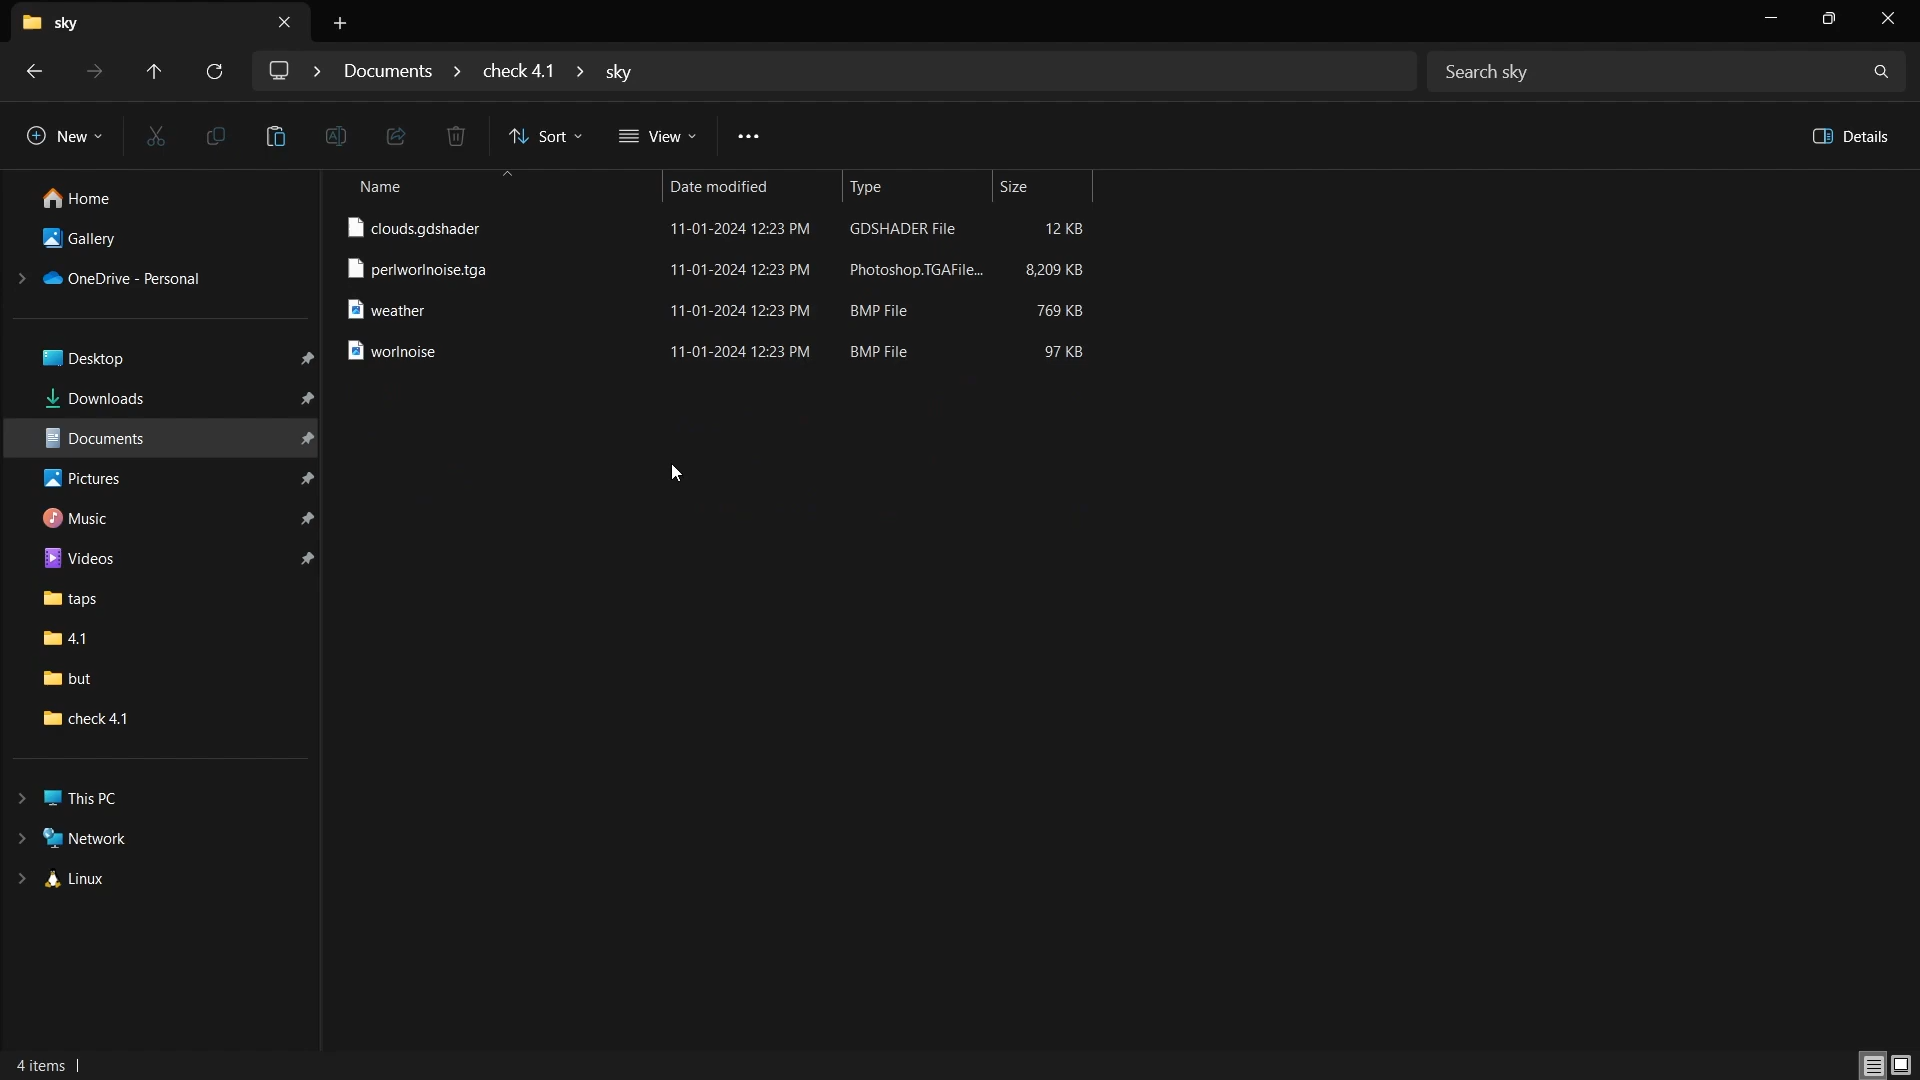 sky
Documents > check 4.1 > sky
Search sky
New
Sort
View
Details
Home
Gallery
OneDrive - Personal
Desktop
Downloads
Documents
Pictures
Music
Videos
taps
4.1
but
check 4.1
This PC
Network
Linux
Name Date modified Type Size
clouds.gdshader 11-01-2024 12:23 PM GDSHADER File 12 KB
perlworlnoise.tga 11-01-2024 12:23 PM Photoshop.TGAFile... 8,209 KB
weather 11-01-2024 12:23 PM BMP File 769 KB
worlnoise 11-01-2024 12:23 PM BMP File 97 KB
4 items